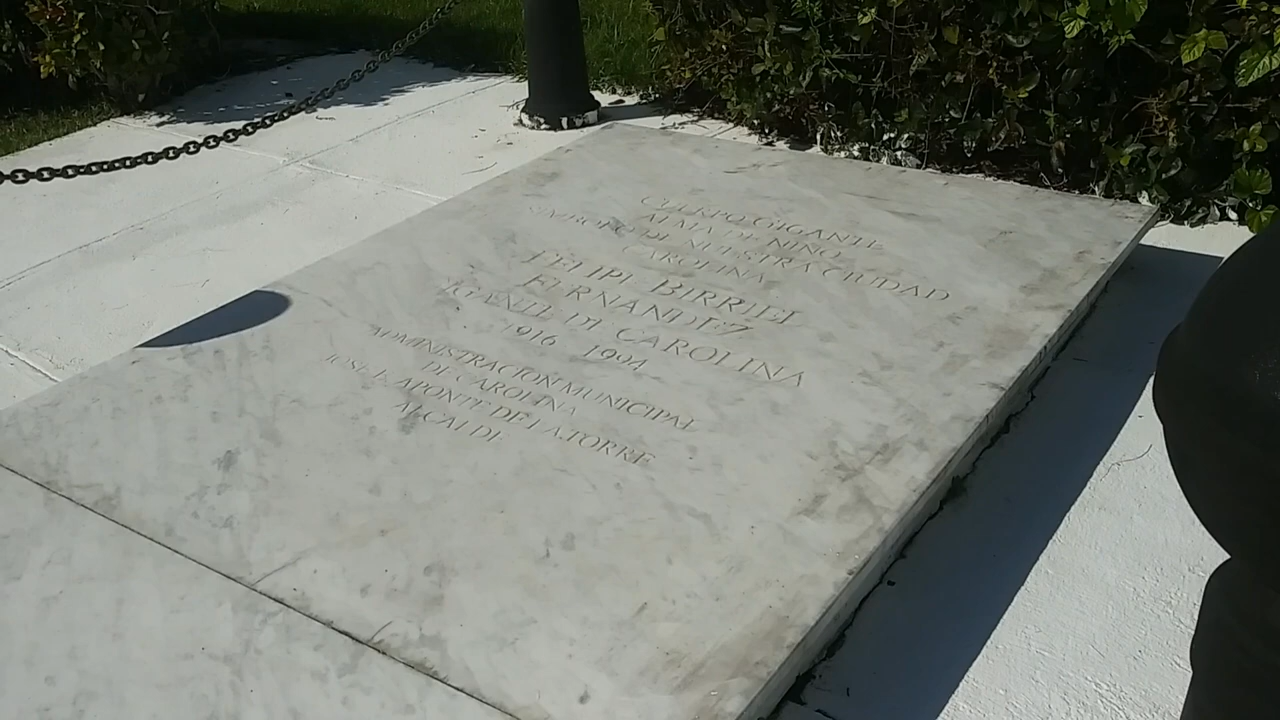 CUERPO GIGANTE
ALMA DE NIÑO
SIMBOLO DE NUESTRA CIUDAD
CAROLINA
FELIPE BIRRIEL
FERNANDEZ
GIGANTE DE CAROLINA
1916 1994
ADMINISTRACION MUNICIPAL
DE CAROLINA
JOSE E. APONTE DE LA TORRE
ALCALDE